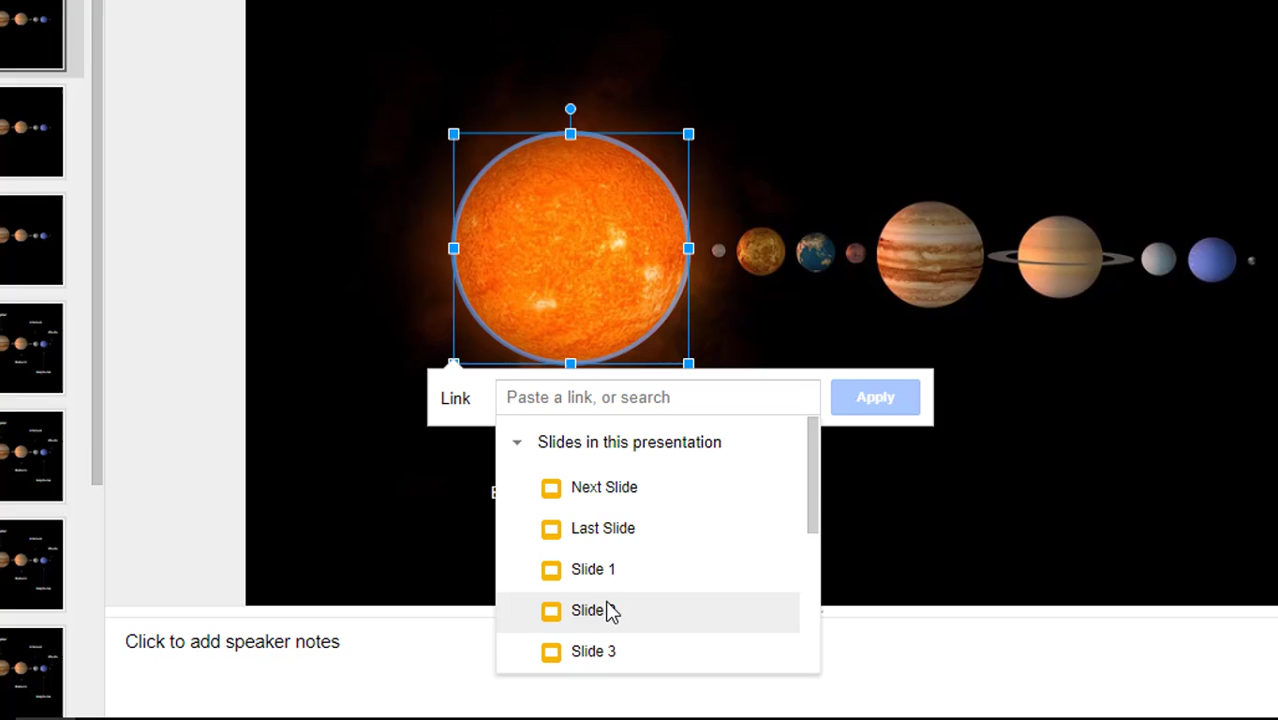 Link
Paste a link, or search
Apply
Slides in this presentation
Next Slide
Last Slide
Slide 1
Slide
Slide 3
Click to add speaker notes